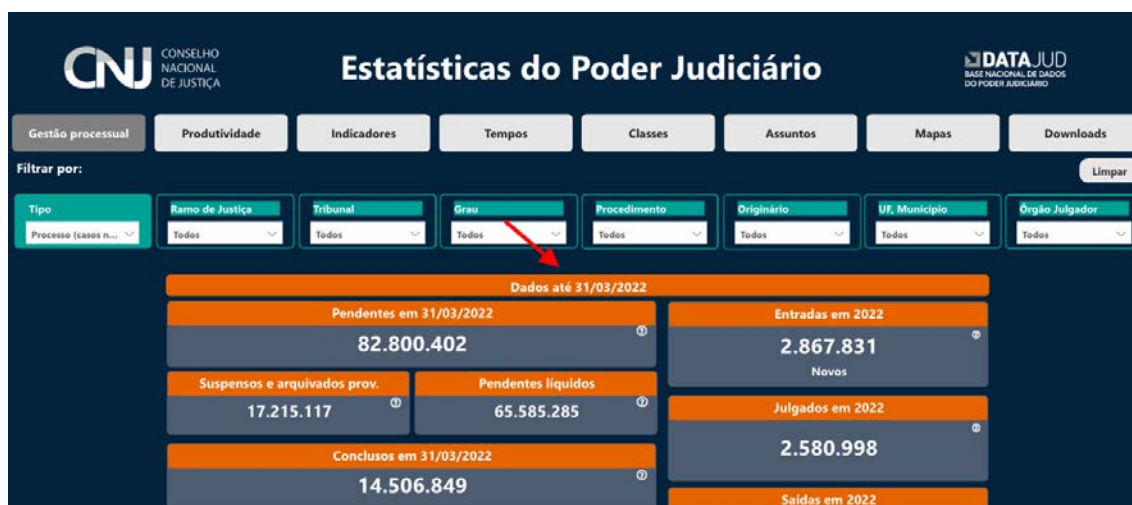 CNJ
CONSELHO
NACIONAL
DE JUSTIÇA
Estatísticas do Poder Judiciário
DATAJUD
BASE NACIONAL DE DADOS
DO PODER JUDICIÁRIO
Gestão processual Produtividade Indicadores Tempos Classes Assuntos Mapas Downloads
Filtrar por: Limpar
Tipo Ramo de Justiça Tribunal Grau Procedimento Originário UF, Município Órgão Julgador
Processo (casos n... Todos Todos Todos Todos Todos Todos Todos
Dados até 31/03/2022
Pendentes em 31/03/2022 Entradas em 2022
82.800.402 2.867.831
Novos
Suspensos e arquivados prov. Pendentes líquidos
17.215.117 65.585.285
Julgados em 2022
2.580.998
Conclusos em 31/03/2022
14.506.849
Saídas em 2022